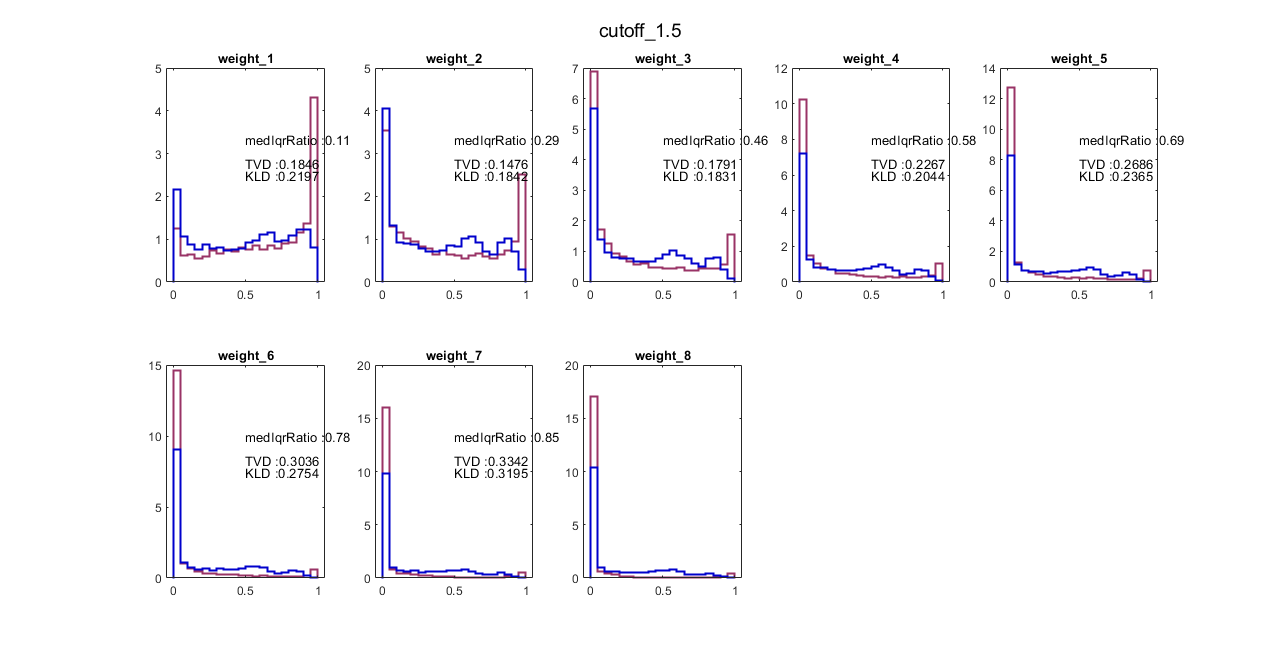 cutoff_1.5
weight_1
weight_2
weight_3
weight_4
weight_5
5
4
3
2
1
0
0
0.5
1
medIqrRatio :0.11
TVD :0.1846
KLD :0.2197
5
4
3
2
1
0
0
0.5
1
medIqrRatio :0.29
TVD :0.1476
KLD :0.1842
7
6
5
4
3
2
1
0
0
0.5
1
medIqrRatio :0.46
TVD :0.1791
KLD :0.1831
12
10
8
6
4
2
0
0
0.5
1
medIqrRatio :0.58
TVD :0.2267
KLD :0.2044
14
12
10
8
6
4
2
0
0
0.5
1
medIqrRatio :0.69
TVD :0.2686
KLD :0.2365
weight_6
weight_7
weight_8
15
10
5
0
0
0.5
1
medIqrRatio :0.78
TVD :0.3036
KLD :0.2754
20
15
10
5
0
0
0.5
1
medIqrRatio :0.85
TVD :0.3342
KLD :0.3195
20
15
10
5
0
0
0.5
1